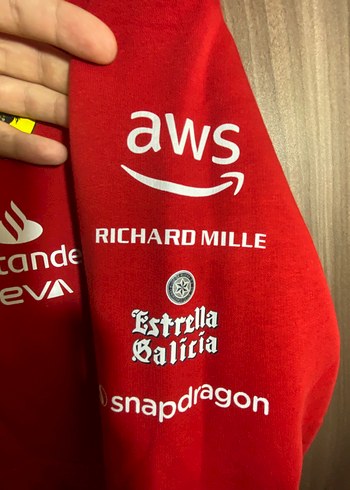 aws
RICHARD MILLE
Estrella
Galicia
snapdragon